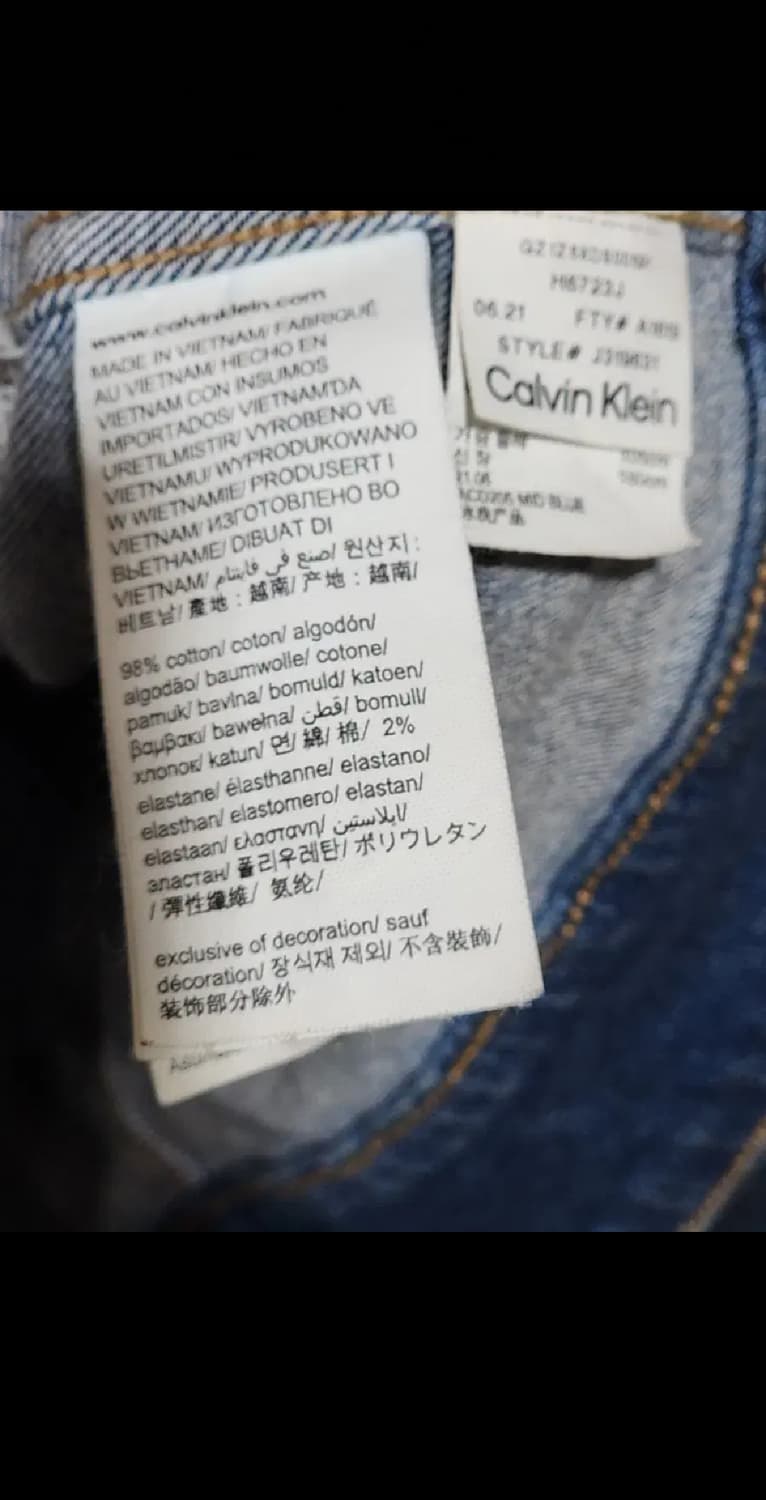 www.calvinklein.com
MADE IN VIETNAM/ FABRIQUÉ
AU VIETNAM/ HECHO EN
VIETNAM CON INSUMOS
IMPORTADOS/ VIETNAM'DA
URETILMISTIR/ VYROBENO VE
VIETNAMU/ WYPRODUKOWANO
W WIETNAMIE/ PRODUSERT I
VIETNAM/ ИЗГОТОВЛЕНО ВО
ВЬЕТНАМЕ/ DIBUAT DI
VIETNAM/ صنع في فايتنام/ 원산지 :
베트남/ 產地 : 越南/ 产地 : 越南/
98% cotton/ coton/ algodón/
algodão/ baumwolle/ cotone/
pamuk/ bavlna/ bomuld/ katoen/
βαμβακι/ bawełna/ قطن/ bomull/
хлопок/ katun/ 면/ 綿/ 棉/ 2%
elastane/ élasthanne/ elastano/
elasthan/ elastomero/ elastan/
elastaan/ ελαστανη/ ايلاستين/
эластан/ 폴리우레탄/ ポリウレタン
/ 彈性纖維/ 氨纶/
exclusive of decoration/ sauf
décoration/ 장식재 제외/ 不含裝飾/
装饰部分除外
H6723J
06.21 FTY#
STYLE# J319631
Calvin Klein
MID BLUE